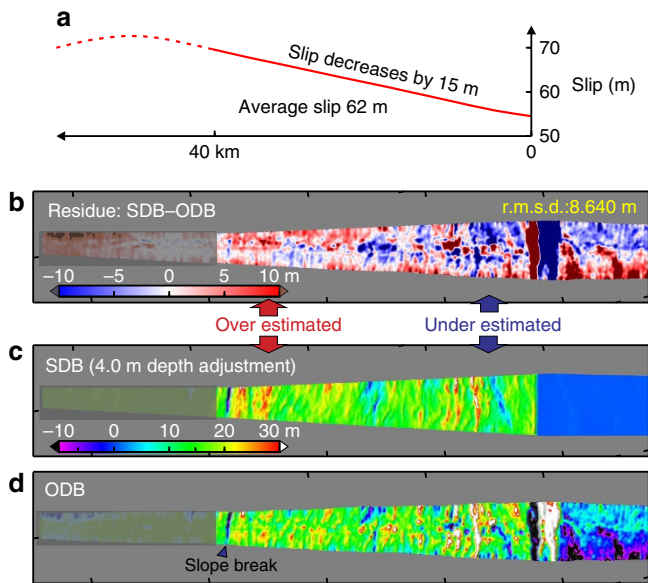 a
Slip decreases by 15 m
Average slip 62 m
70
Slip (m)
60
50
40 km
0
b
Residue: SDB–ODB
r.m.s.d.:8.640 m
−10 −5 0 5 10 m
Over estimated
Under estimated
c
SDB (4.0 m depth adjustment)
−10 0 10 20 30 m
d
ODB
Slope break